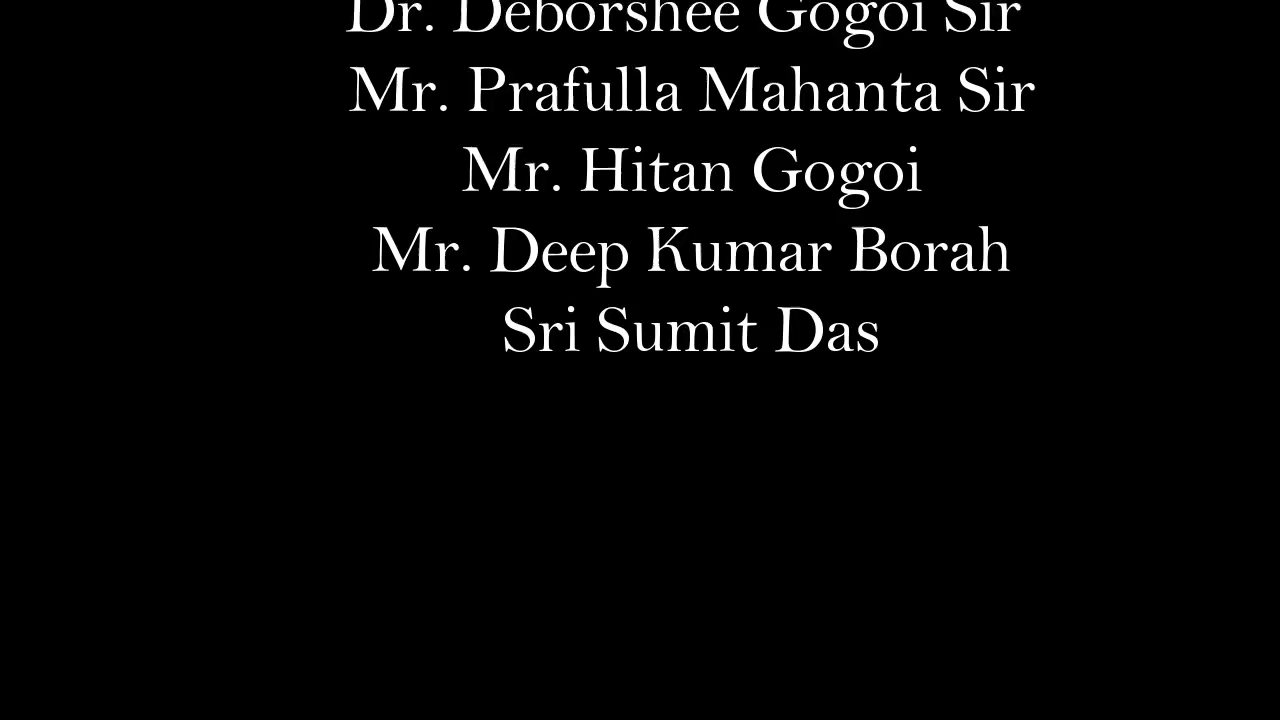 Dr. Deborshee Gogoi Sir
Mr. Prafulla Mahanta Sir
Mr. Hitan Gogoi
Mr. Deep Kumar Borah
Sri Sumit Das